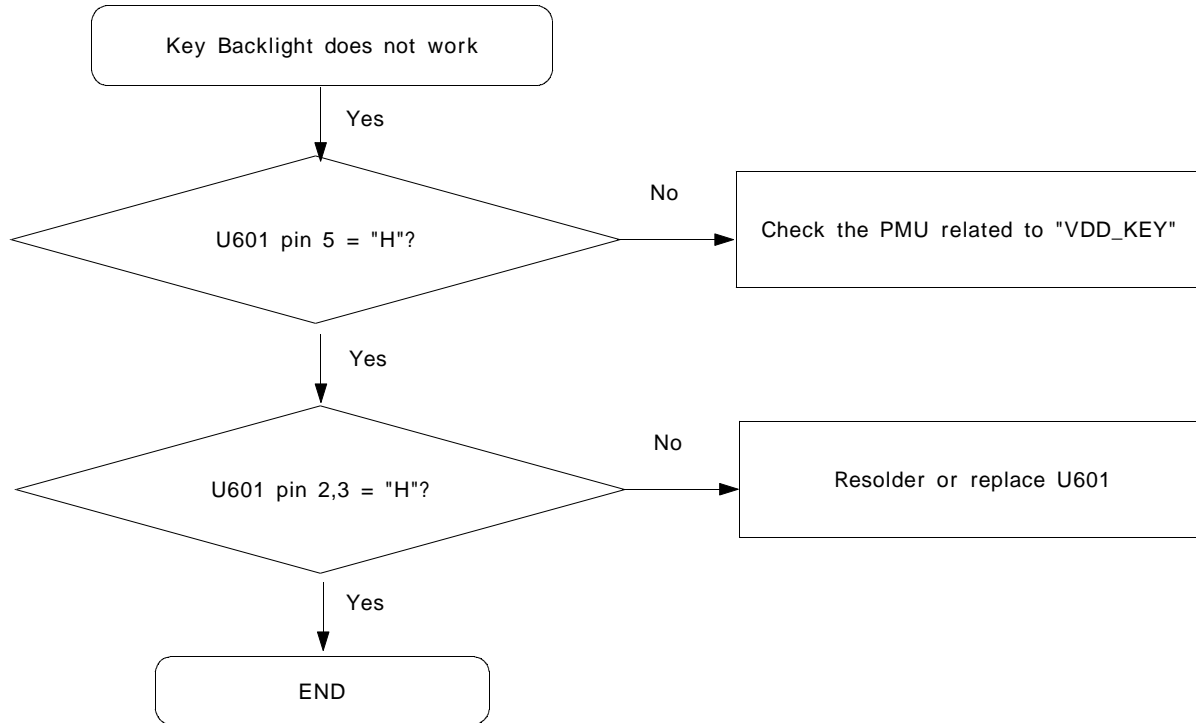 Key Backlight does not work
Yes
U601 pin 5 = "H"?
No
Check the PMU related to "VDD_KEY"
Yes
U601 pin 2,3 = "H"?
No
Resolder or replace U601
Yes
END